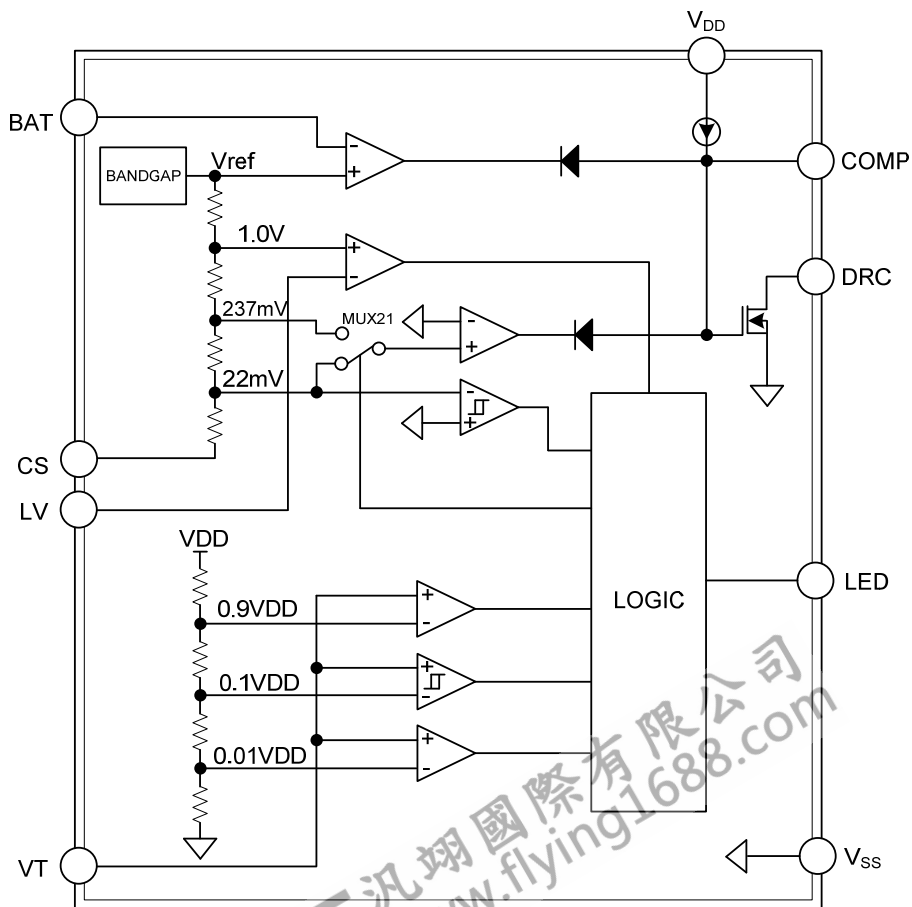 VDD
BAT
-
+
Vref
BANDGAP
COMP
1.0V
+
-
DRC
237mV
MUX21
-
+
22mV
-
+
CS
LV
VDD
LOGIC
LED
+
-
0.9VDD
+
-
0.1VDD
+
-
0.01VDD
VT
VSS
汎翊國際有限公司
www.flying1688.com